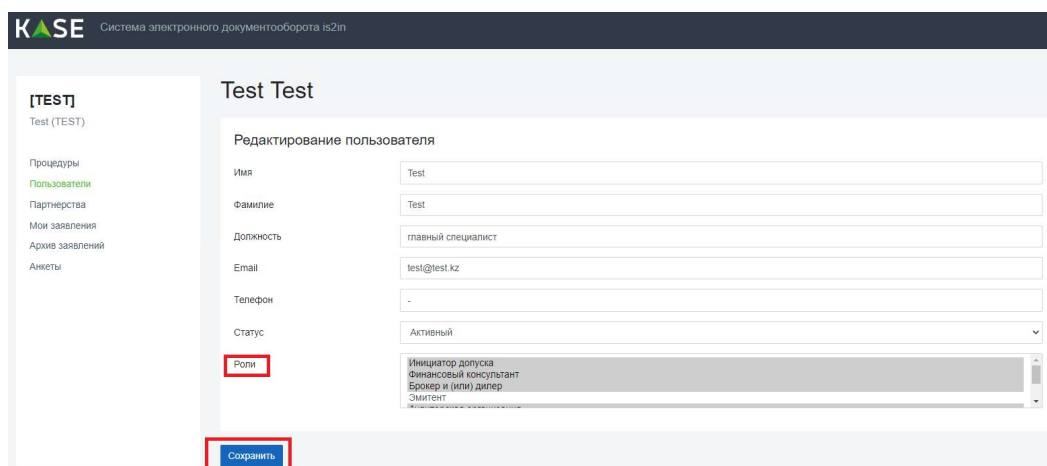 KASE Система электронного документооборота is2in
[TEST]
Test (TEST)
Процедуры
Пользователи
Партнерства
Мои заявления
Архив заявлений
Анкеты
Test Test
Редактирование пользователя
Имя Test
Фамилие Test
Должность главный специалист
Email test@test.kz
Телефон -
Статус Активный
Роли Инициатор допуска
Финансовый консультант
Брокер и (или) дилер
Эмитент
Сохранить